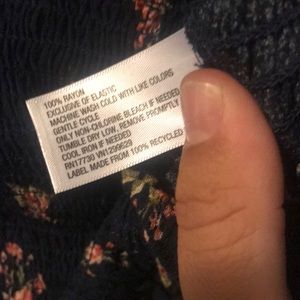 100% RAYON
EXCLUSIVE OF ELASTIC
MACHINE WASH COLD WITH LIKE COLORS
GENTLE CYCLE
ONLY NON-CHLORINE BLEACH IF NEEDED
TUMBLE DRY LOW. REMOVE PROMPTLY
COOL IRON IF NEEDED
RN17730 VN1299629
LABEL MADE FROM 100% RECYCLED